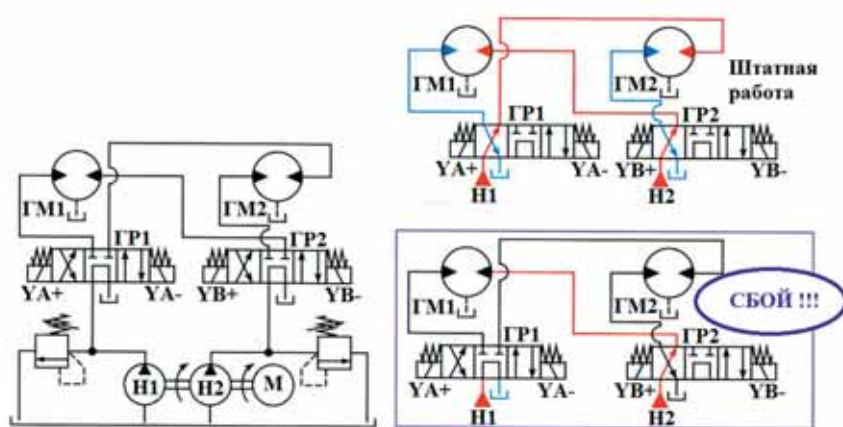 ГМ1
ГМ2
ГР1
ГР2
YA+
YA-
YB+
YB-
Н1
Н2
М
ГМ1
ГМ2
Штатная
работа
ГР1
ГР2
YA+
YA-
YB+
YB-
Н1
Н2
ГМ1
ГМ2
СБОЙ !!!
ГР1
ГР2
YA+
YA-
YB+
YB-
Н1
Н2